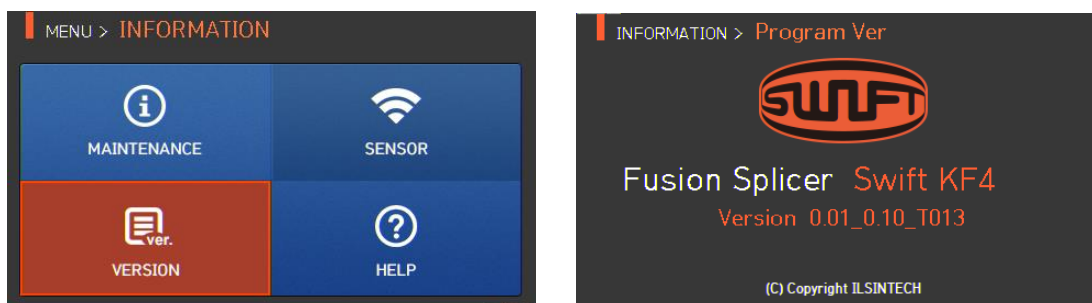 MENU > INFORMATION
MAINTENANCE
SENSOR
ver.
VERSION
HELP
INFORMATION > Program Ver
SWIFT
Fusion Splicer Swift KF4
Version 0.01_0.10_T013
(C) Copyright ILSINTECH